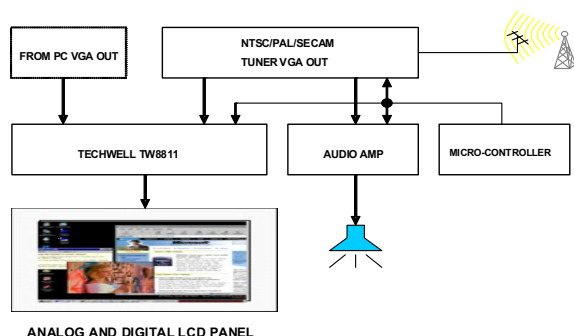 FROM PC VGA OUT
NTSC/PAL/SECAM
TUNER VGA OUT
TECHWELL TW8811
AUDIO AMP
MICRO-CONTROLLER
ANALOG AND DIGITAL LCD PANEL